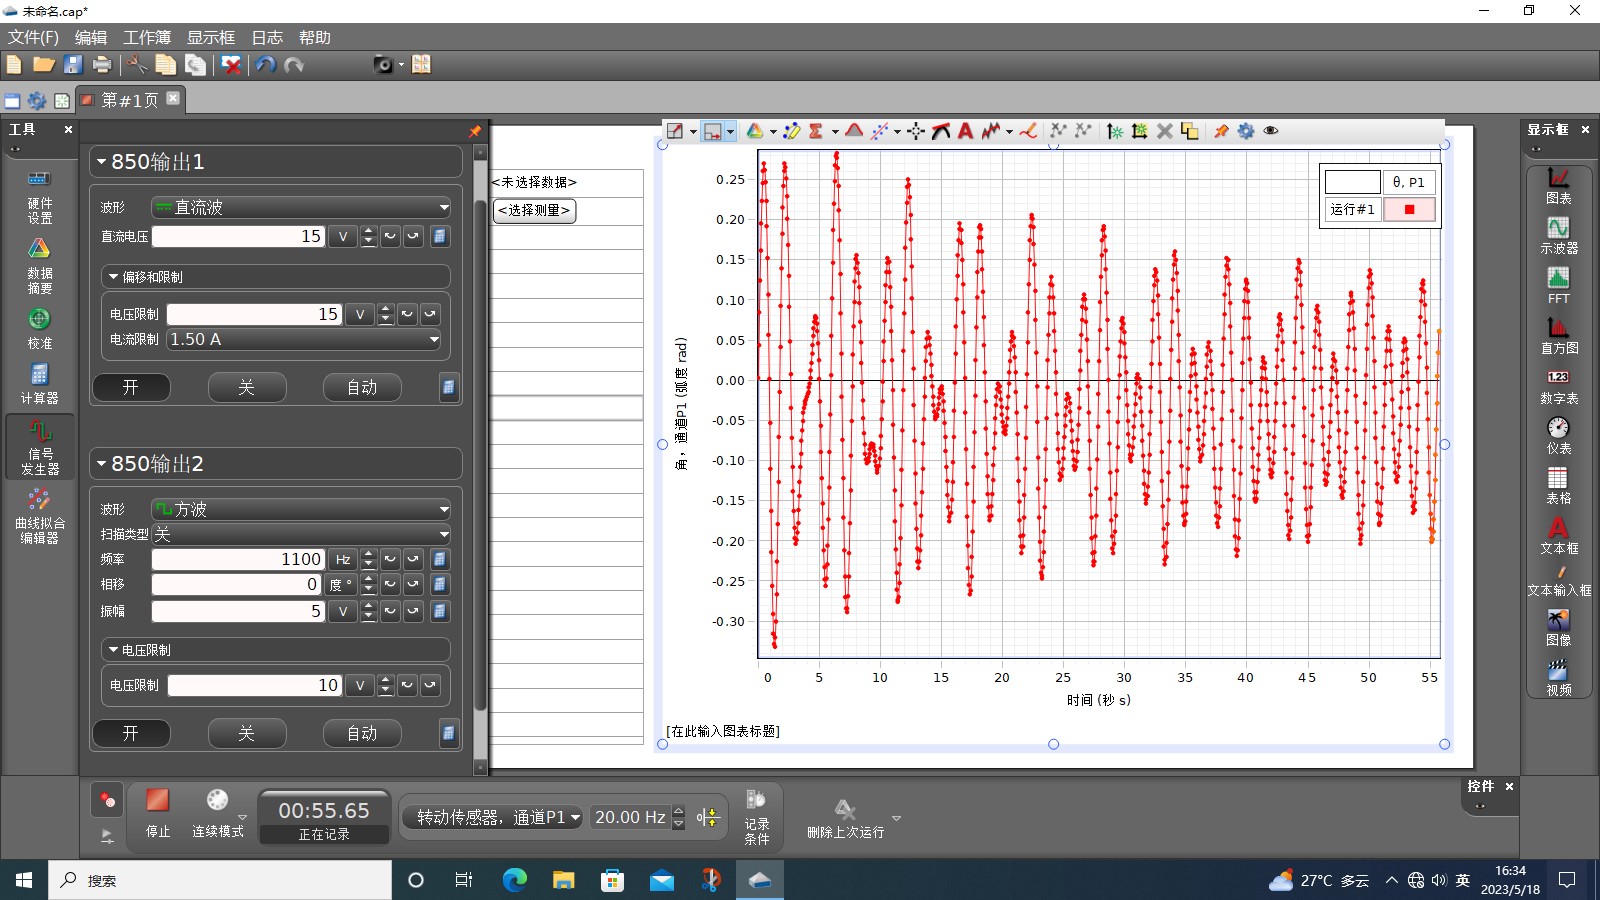 未命名.cap*
文件(F) 编辑 工作簿 显示框 日志 帮助
第#1页
工具
硬件
设置
数据
摘要
校准
计算器
信号
发生器
曲线拟合
编辑器
850输出1
波形 直流波
直流电压 15 V
偏移和限制
电压限制 15 V
电流限制 1.50 A
开 关 自动
850输出2
波形 方波
扫描类型 关
频率 1100 Hz
相移 0 度 °
振幅 5 V
电压限制
电压限制 10 V
开 关 自动
<未选择数据>
<选择测量>
θ, P1
运行#1
角，通道P1 (弧度 rad)
0.25
0.20
0.15
0.10
0.05
0.00
-0.05
-0.10
-0.15
-0.20
-0.25
-0.30
0 5 10 15 20 25 30 35 40 45 50 55
时间 (秒 s)
[在此输入图表标题]
显示框
图表
示波器
FFT
直方图
1.23
数字表
仪表
表格
A
文本框
文本输入框
图像
视频
控件
停止
连续模式
00:55.65
正在记录
转动传感器，通道P1
20.00 Hz
记录
条件
删除上次运行
搜索
27°C 多云
英
16:34
2023/5/18